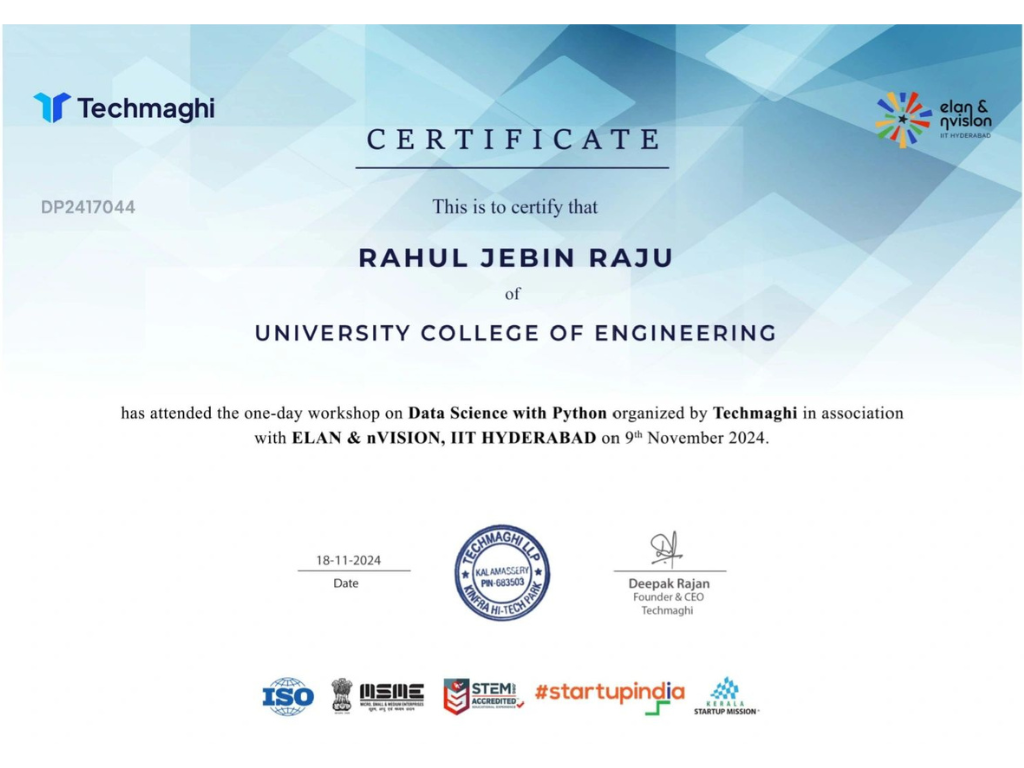 Techmaghi
elan &
ηvision
IIT HYDERABAD
CERTIFICATE
DP2417044
This is to certify that
RAHUL JEBIN RAJU
of
UNIVERSITY COLLEGE OF ENGINEERING
has attended the one-day workshop on Data Science with Python organized by Techmaghi in association
with ELAN & nVISION, IIT HYDERABAD on 9th November 2024.
18-11-2024
Date
TECHMAGHI LLP
KALAMASSERY
PIN-683503
KINFRA HI-TECH PARK
Deepak Rajan
Founder & CEO
Techmaghi
ISO
MSME
MICRO, SMALL & MEDIUM ENTERPRISES
STEM
ACCREDITED
#startupindia
KERALA
STARTUP MISSION